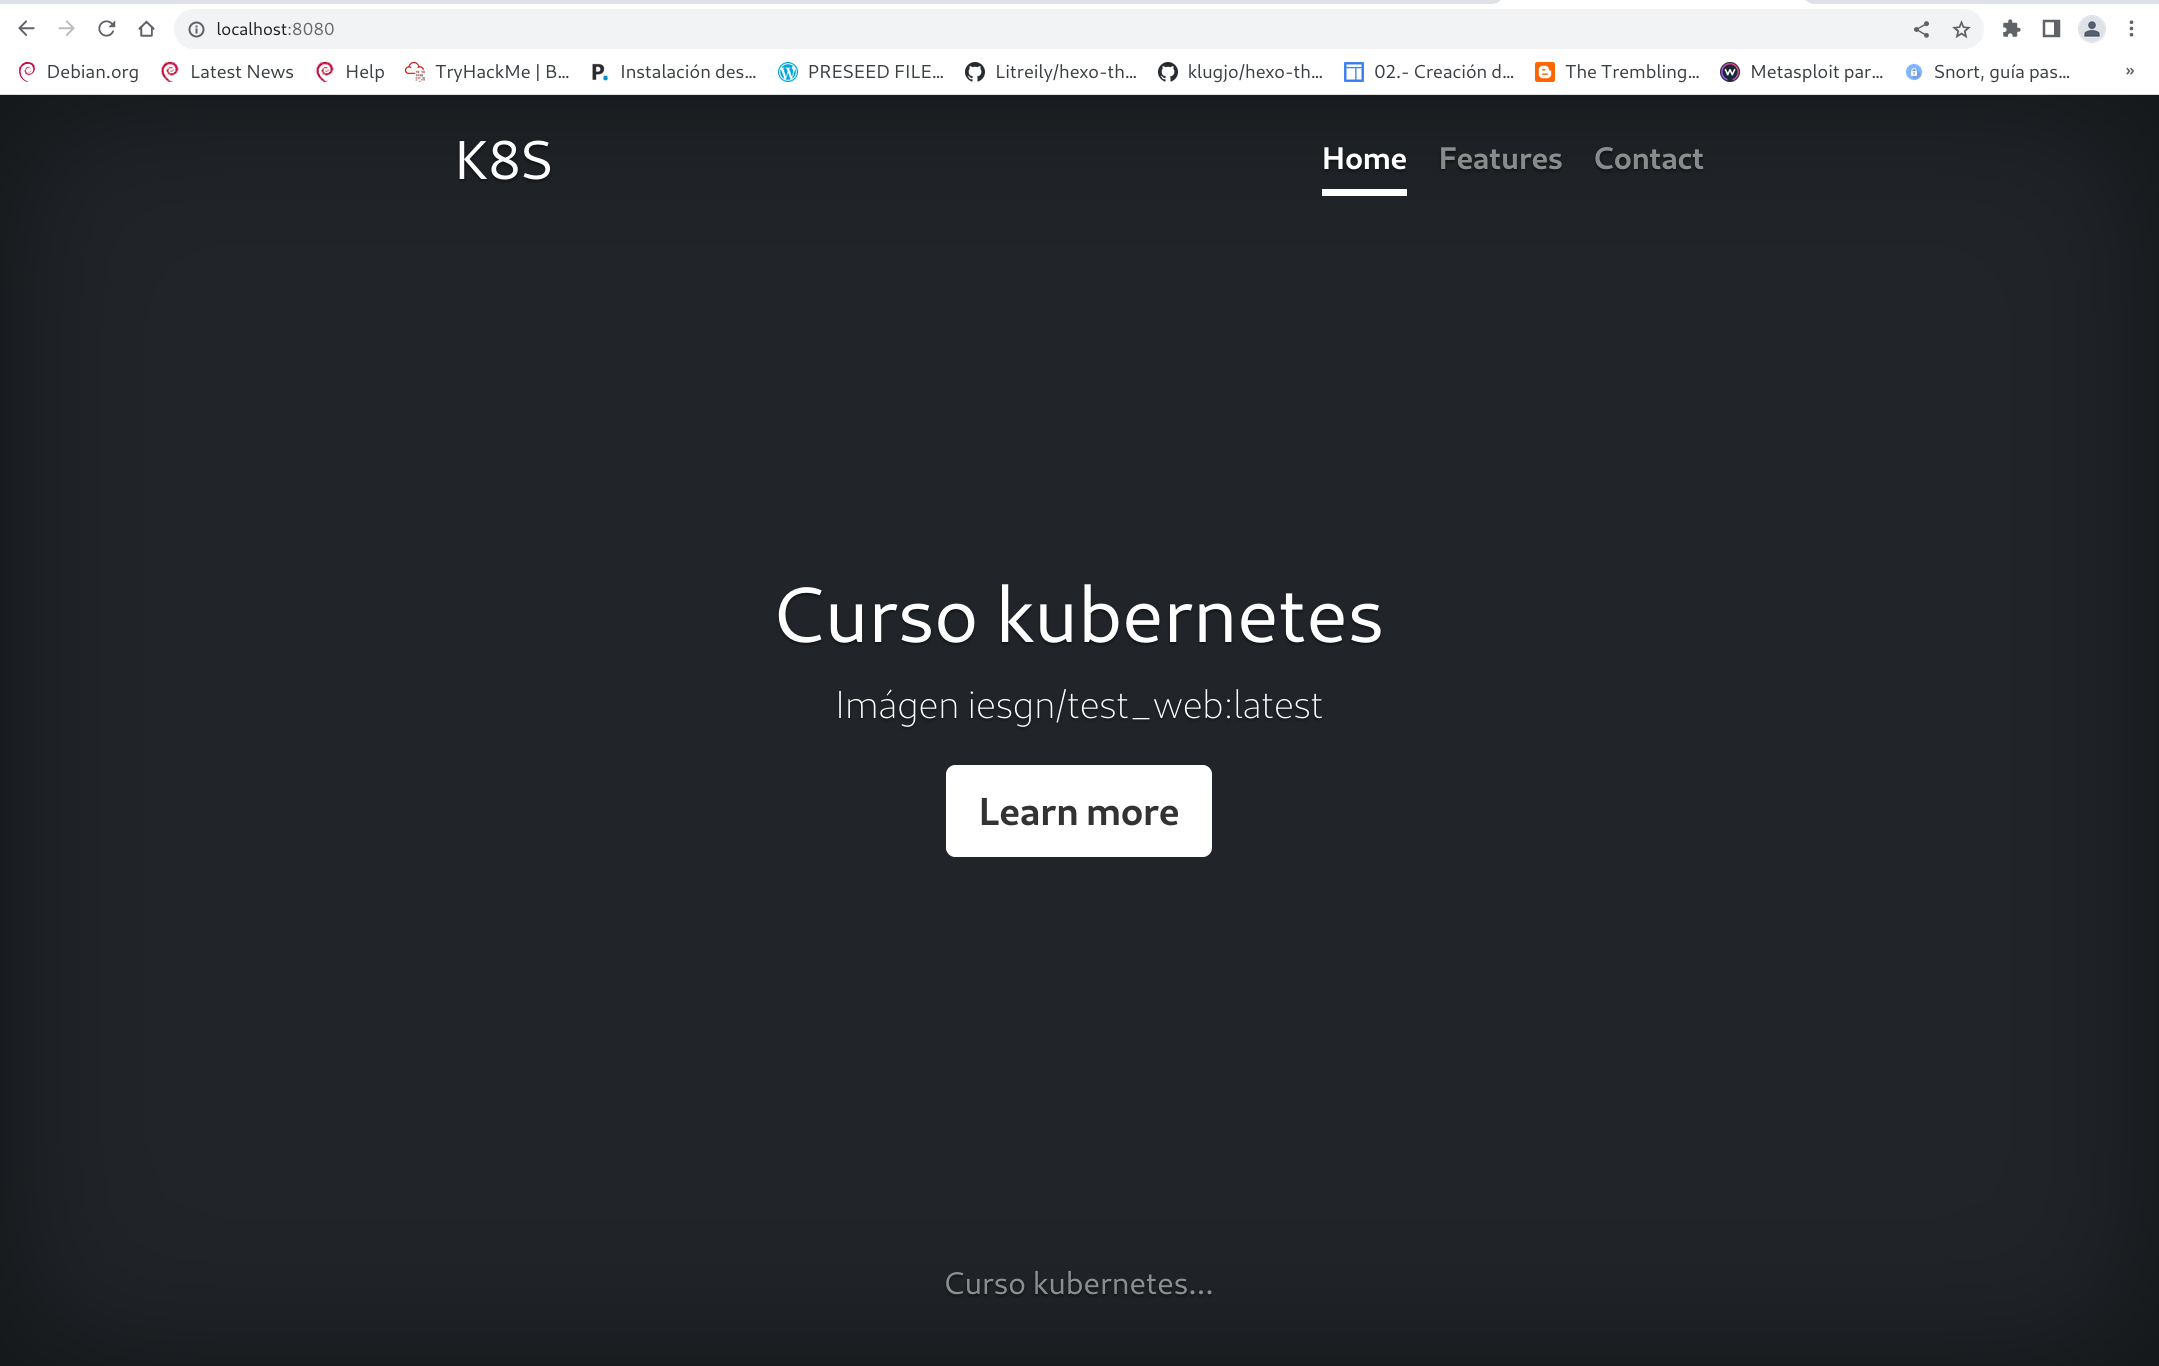 localhost:8080
Debian.org Latest News Help TryHackMe | B... P. Instalación des... PRESEED FILE... Litreily/hexo-th... klugjo/hexo-th... 02.- Creación d... The Trembling... Metasploit par... Snort, guía pas... »
K8S Home Features Contact
Curso kubernetes
Imágen iesgn/test_web:latest
Learn more
Curso kubernetes...